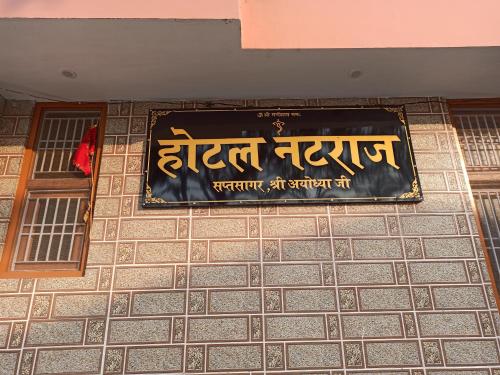 होटल नटराज
सप्तसागर, श्री अयोध्या जी